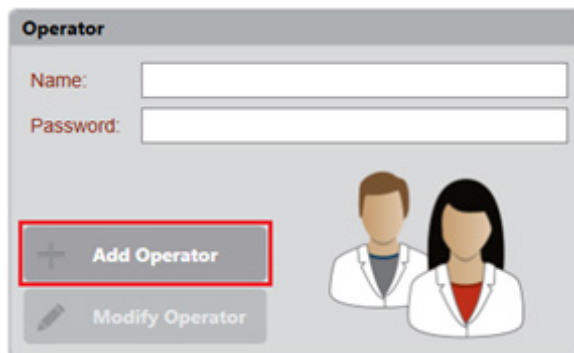 Operator
Name:
Password:
Add Operator
Modify Operator